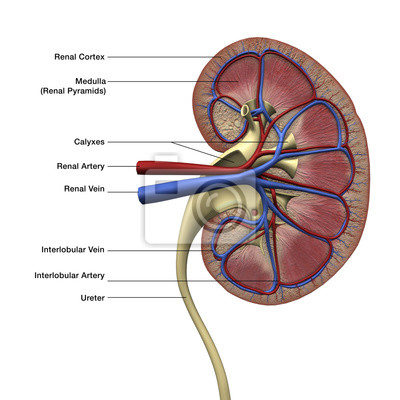 Renal Cortex
Medulla
(Renal Pyramids)
Calyxes
Renal Artery
Renal Vein
Interlobular Vein
Interlobular Artery
Ureter